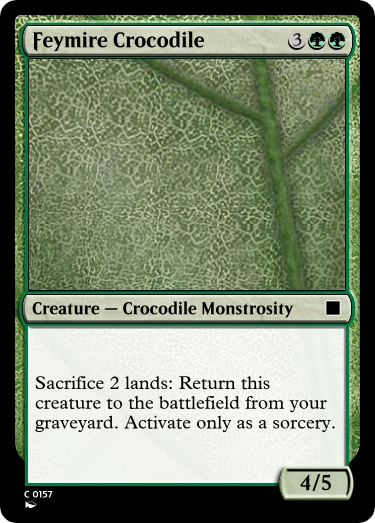 Feymire Crocodile 3
Creature — Crocodile Monstrosity
Sacrifice 2 lands: Return this
creature to the battlefield from your
graveyard. Activate only as a sorcery.
4/5
C 0157